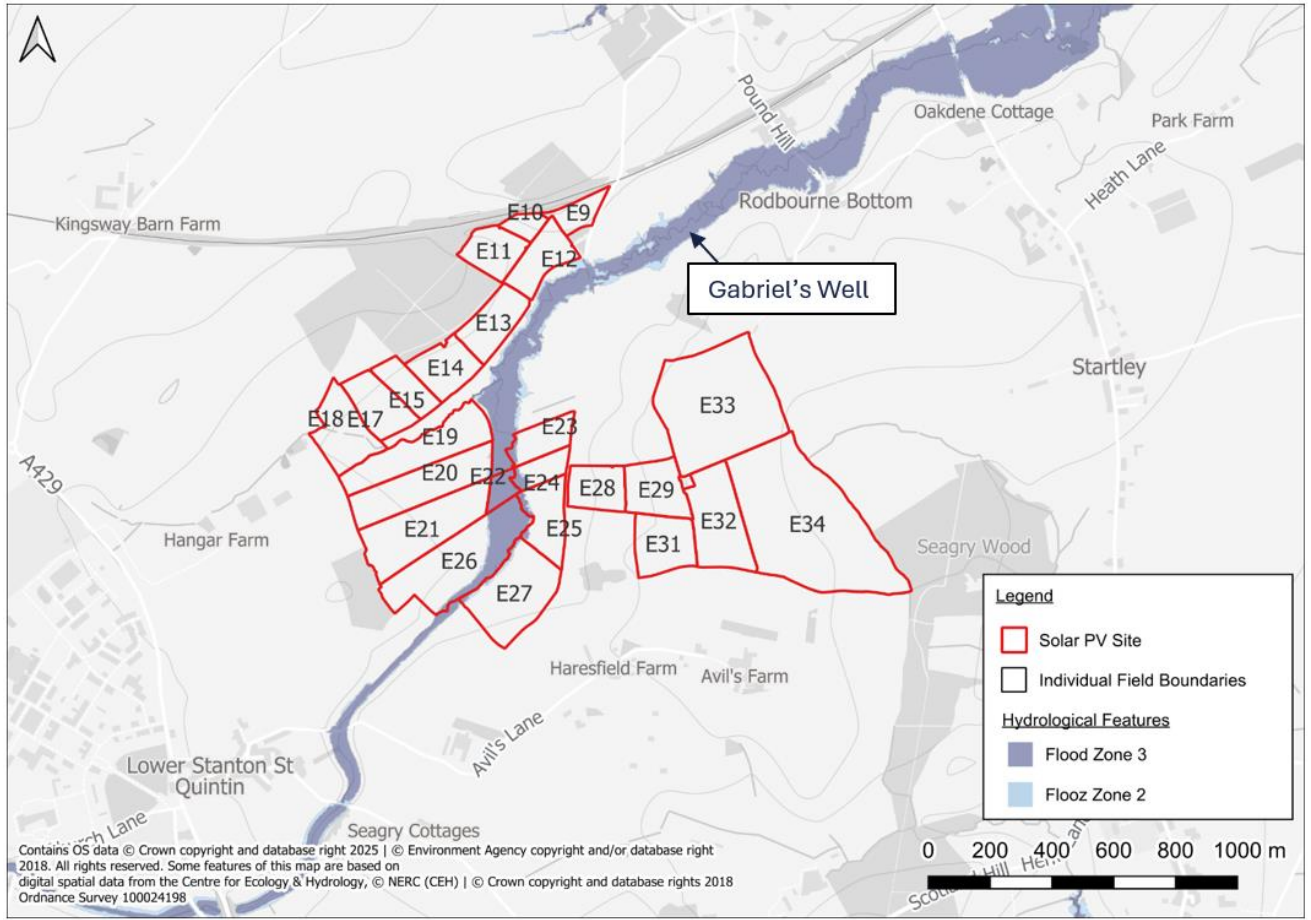 Pound Hill
Oakdene Cottage
Park Farm
Heath Lane
Rodbourne Bottom
Kingsway Barn Farm
E10
E9
E11
E12
Gabriel's Well
E13
E14
Startley
E15
E18
E17
E33
E19
E23
E20
E22
E24
E28
E29
A429
E21
E25
E32
E34
Hangar Farm
E31
Seagry Wood
E26
E27
Haresfield Farm
Avil's Farm
Avil's Lane
Lower Stanton St
Quintin
Seagry Cottages
Legend
Solar PV Site
Individual Field Boundaries
Hydrological Features
Flood Zone 3
Flooz Zone 2
Lane
Contains OS data © Crown copyright and database right 2025 | © Environment Agency copyright and/or database right
2018. All rights reserved. Some features of this map are based on
digital spatial data from the Centre for Ecology & Hydrology, © NERC (CEH) | © Crown copyright and database rights 2018
Ordnance Survey 100024198
0 200 400 600 800 1000 m
Hill